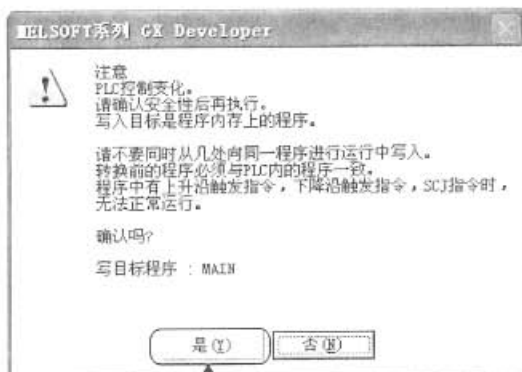 MELSOFT系列 GX Developer
注意
PLC控制变化。
请确认安全性后再执行。
写入目标是程序内存上的程序。
请不要同时从几处向同一程序进行运行中写入。
转换前的程序必须与PLC内的程序一致。
程序中有上升沿触发指令，下降沿触发指令，SCJ指令时，
无法正常运行。
确认吗?
写目标程序 : MAIN
是(Y)
否(N)